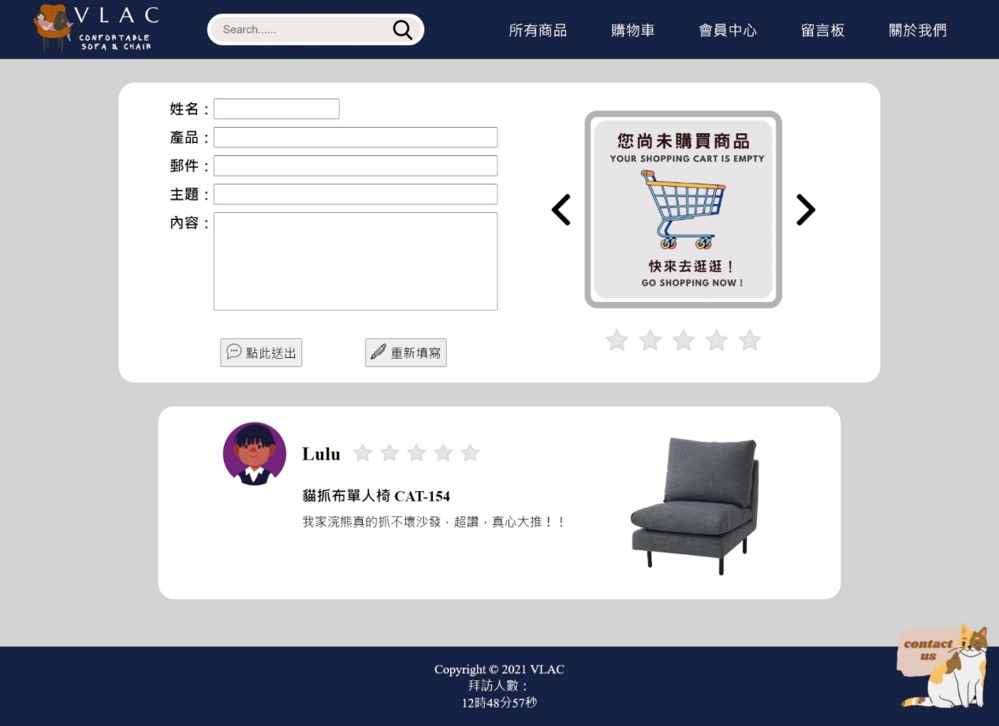 VLAC
CONFORTABLE
SOFA & CHAIR
Search......
所有商品
購物車
會員中心
留言板
關於我們
姓名：
產品：
郵件：
主題：
內容：
點此送出
重新填寫
您尚未購買商品
YOUR SHOPPING CART IS EMPTY
快來去逛逛！
GO SHOPPING NOW !
Lulu
貓抓布單人椅 CAT-154
我家浣熊真的抓不壞沙發，超讚，真心大推！！
contact
us
Copyright © 2021 VLAC
拜訪人數：
12時48分57秒